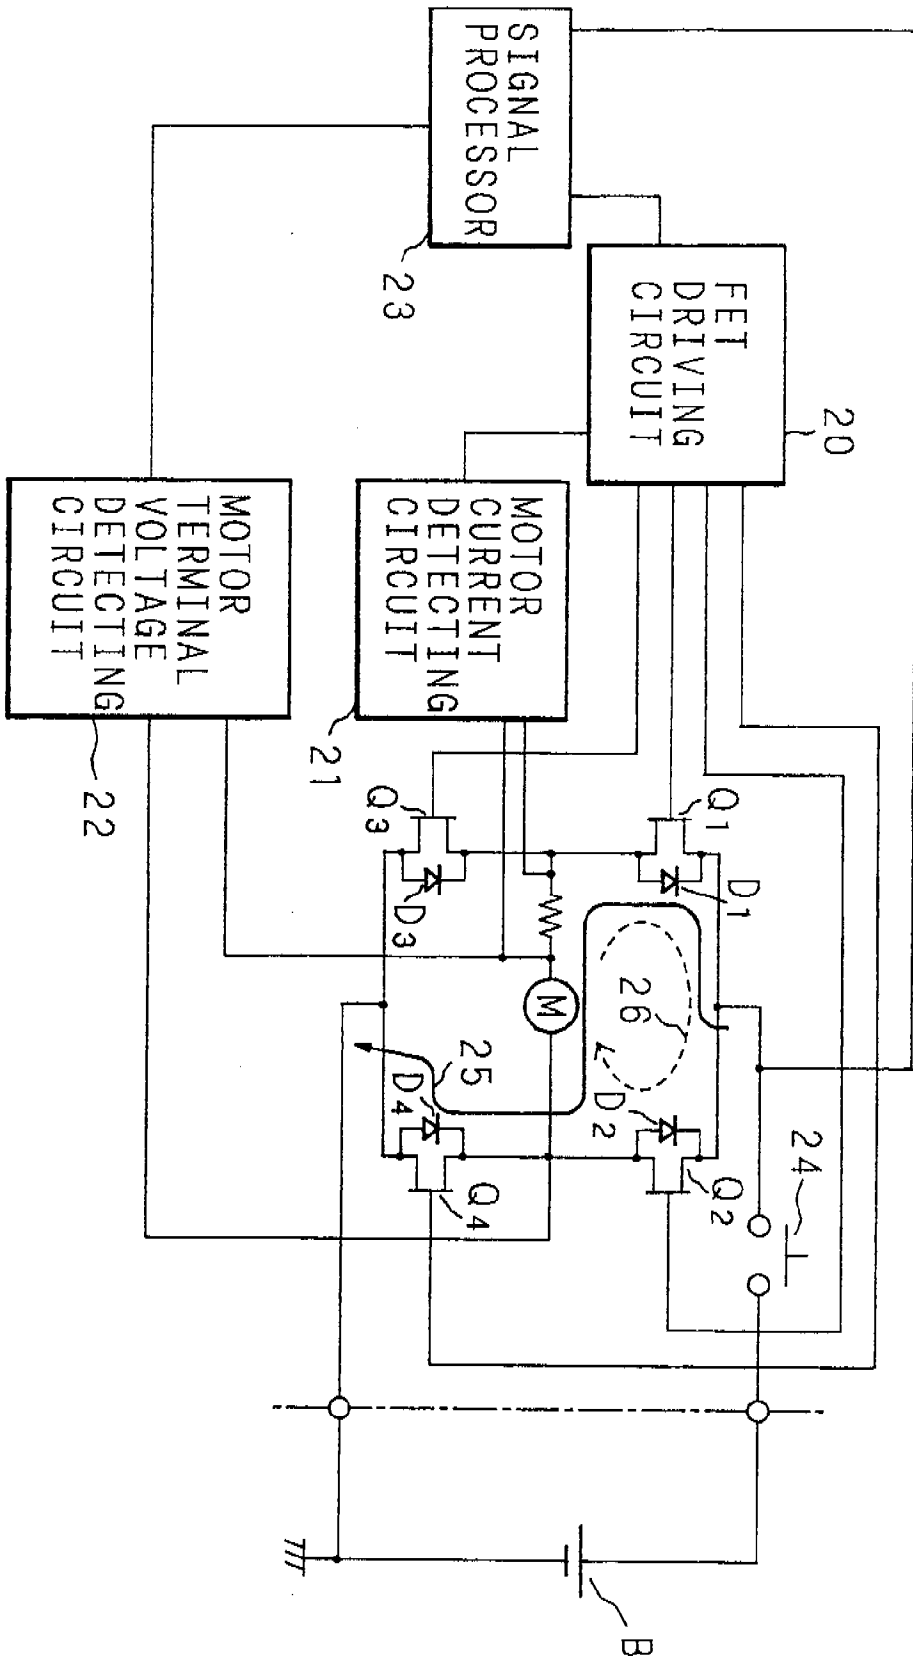 SIGNAL
PROCESSOR
23
FET
DRIVING
CIRCUIT
20
MOTOR
CURRENT
DETECTING
CIRCUIT
21
MOTOR
TERMINAL
VOLTAGE
DETECTING
CIRCUIT
22
Q1
D1
Q3
D3
M
26
25
D2
Q2
D4
Q4
24
B